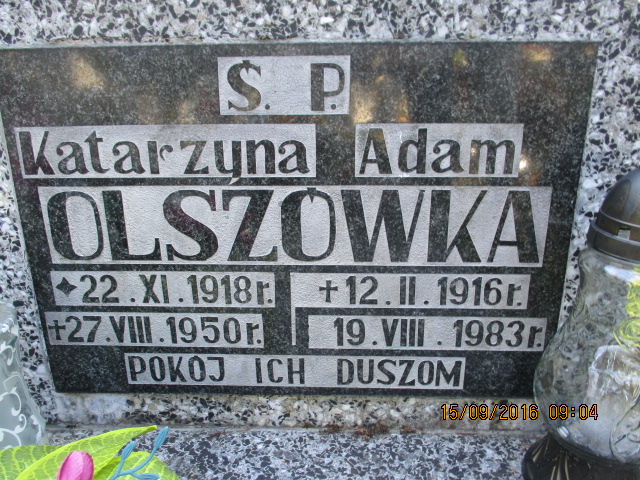 Ś. P.
Katarzyna Adam
OLSZÓWKA
✦22.XI.1918r. +12.II.1916r.
+27.VIII.1950r. 19.VIII.1983r.
POKÓJ ICH DUSZOM
15/09/2016 09:04